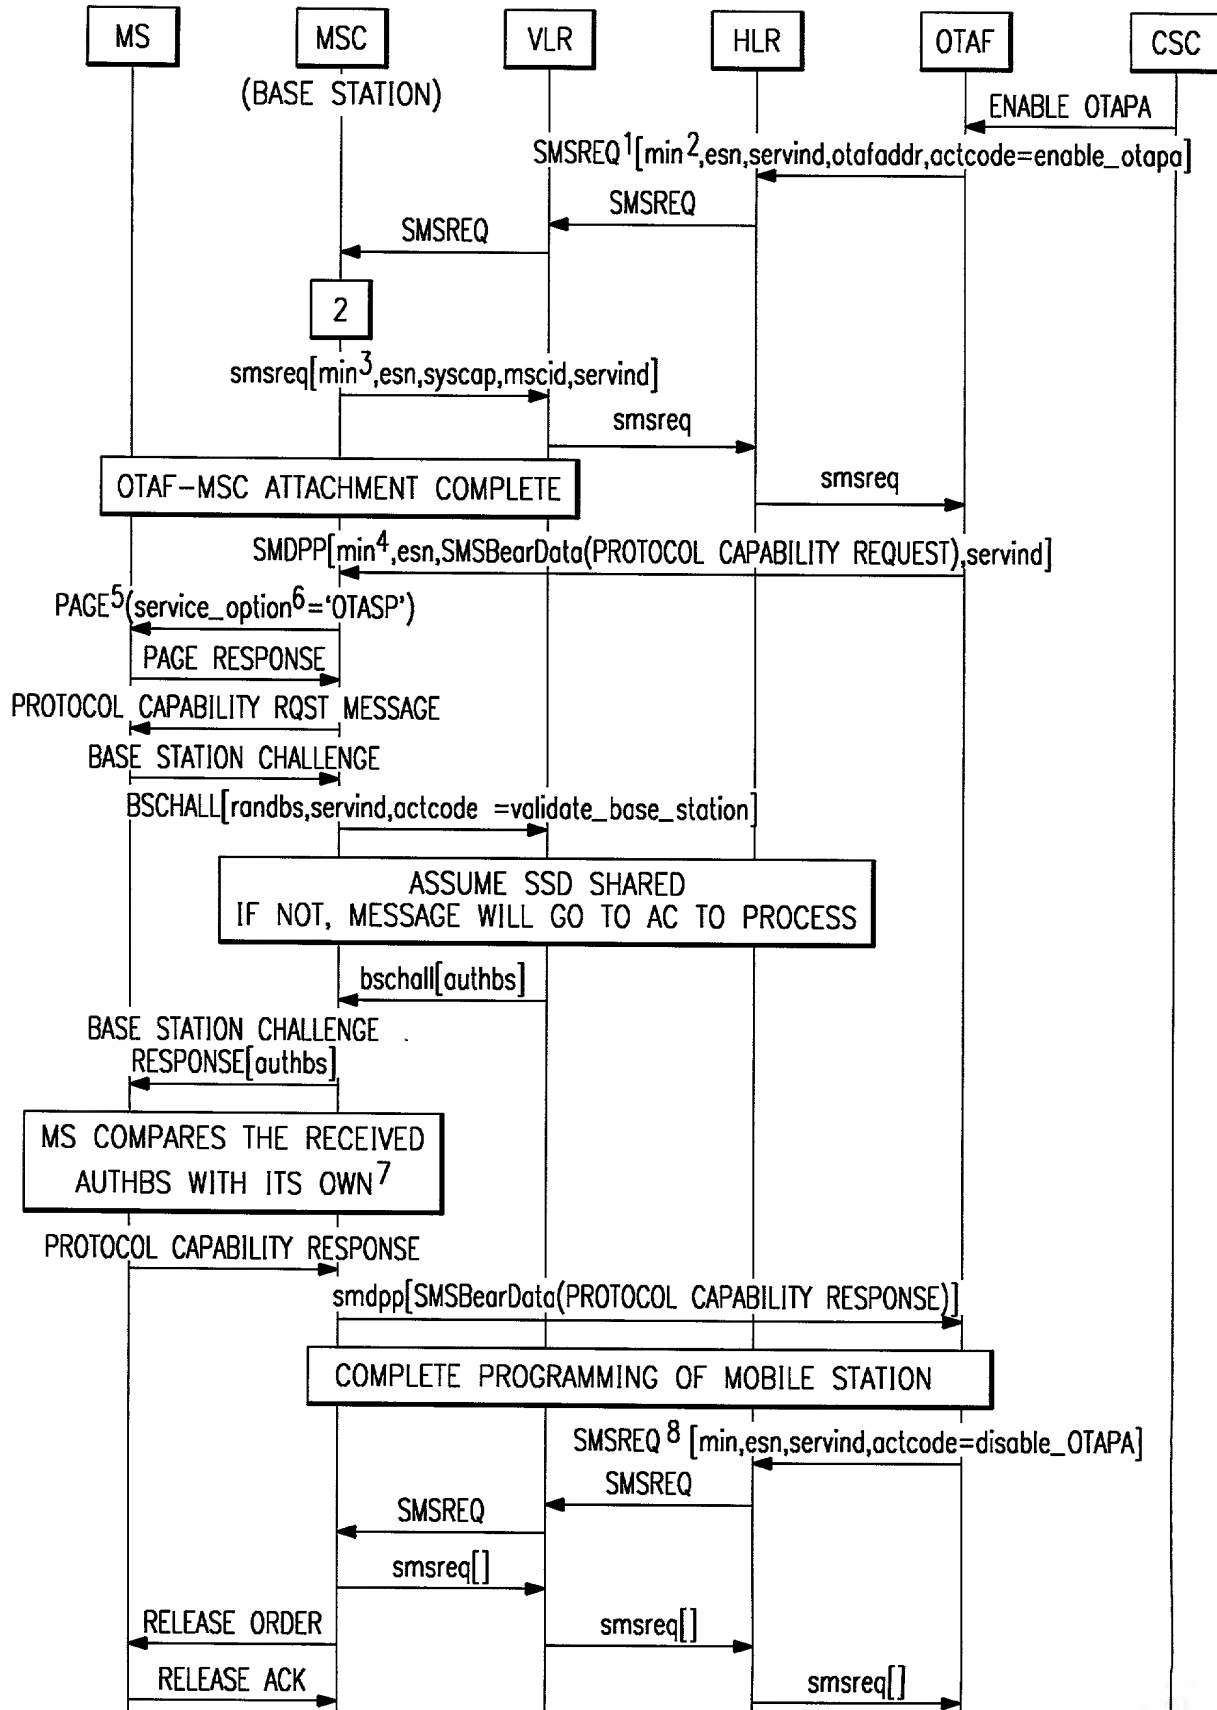 MS MSC VLR HLR OTAF CSC
(BASE STATION)
ENABLE OTAPA
SMSREQ¹[min²,esn,servind,otafaddr,actcode=enable_otapa]
SMSREQ
SMSREQ
2
smsreq[min³,esn,syscap,mscid,servind]
smsreq
OTAF-MSC ATTACHMENT COMPLETE
smsreq
SMDPP[min⁴,esn,SMSBearData(PROTOCOL CAPABILITY REQUEST),servind]
PAGE⁵(service_option⁶=‘OTASP’)
PAGE RESPONSE
PROTOCOL CAPABILITY RQST MESSAGE
BASE STATION CHALLENGE
BSCHALL[randbs,servind,actcode =validate_base_station]
ASSUME SSD SHARED
IF NOT, MESSAGE WILL GO TO AC TO PROCESS
bschall[authbs]
BASE STATION CHALLENGE
RESPONSE[authbs]
MS COMPARES THE RECEIVED
AUTHBS WITH ITS OWN⁷
PROTOCOL CAPABILITY RESPONSE
smdpp[SMSBearData(PROTOCOL CAPABILITY RESPONSE)]
COMPLETE PROGRAMMING OF MOBILE STATION
SMSREQ⁸ [min,esn,servind,actcode=disable_OTAPA]
SMSREQ
SMSREQ
smsreq[]
RELEASE ORDER
smsreq[]
RELEASE ACK
smsreq[]